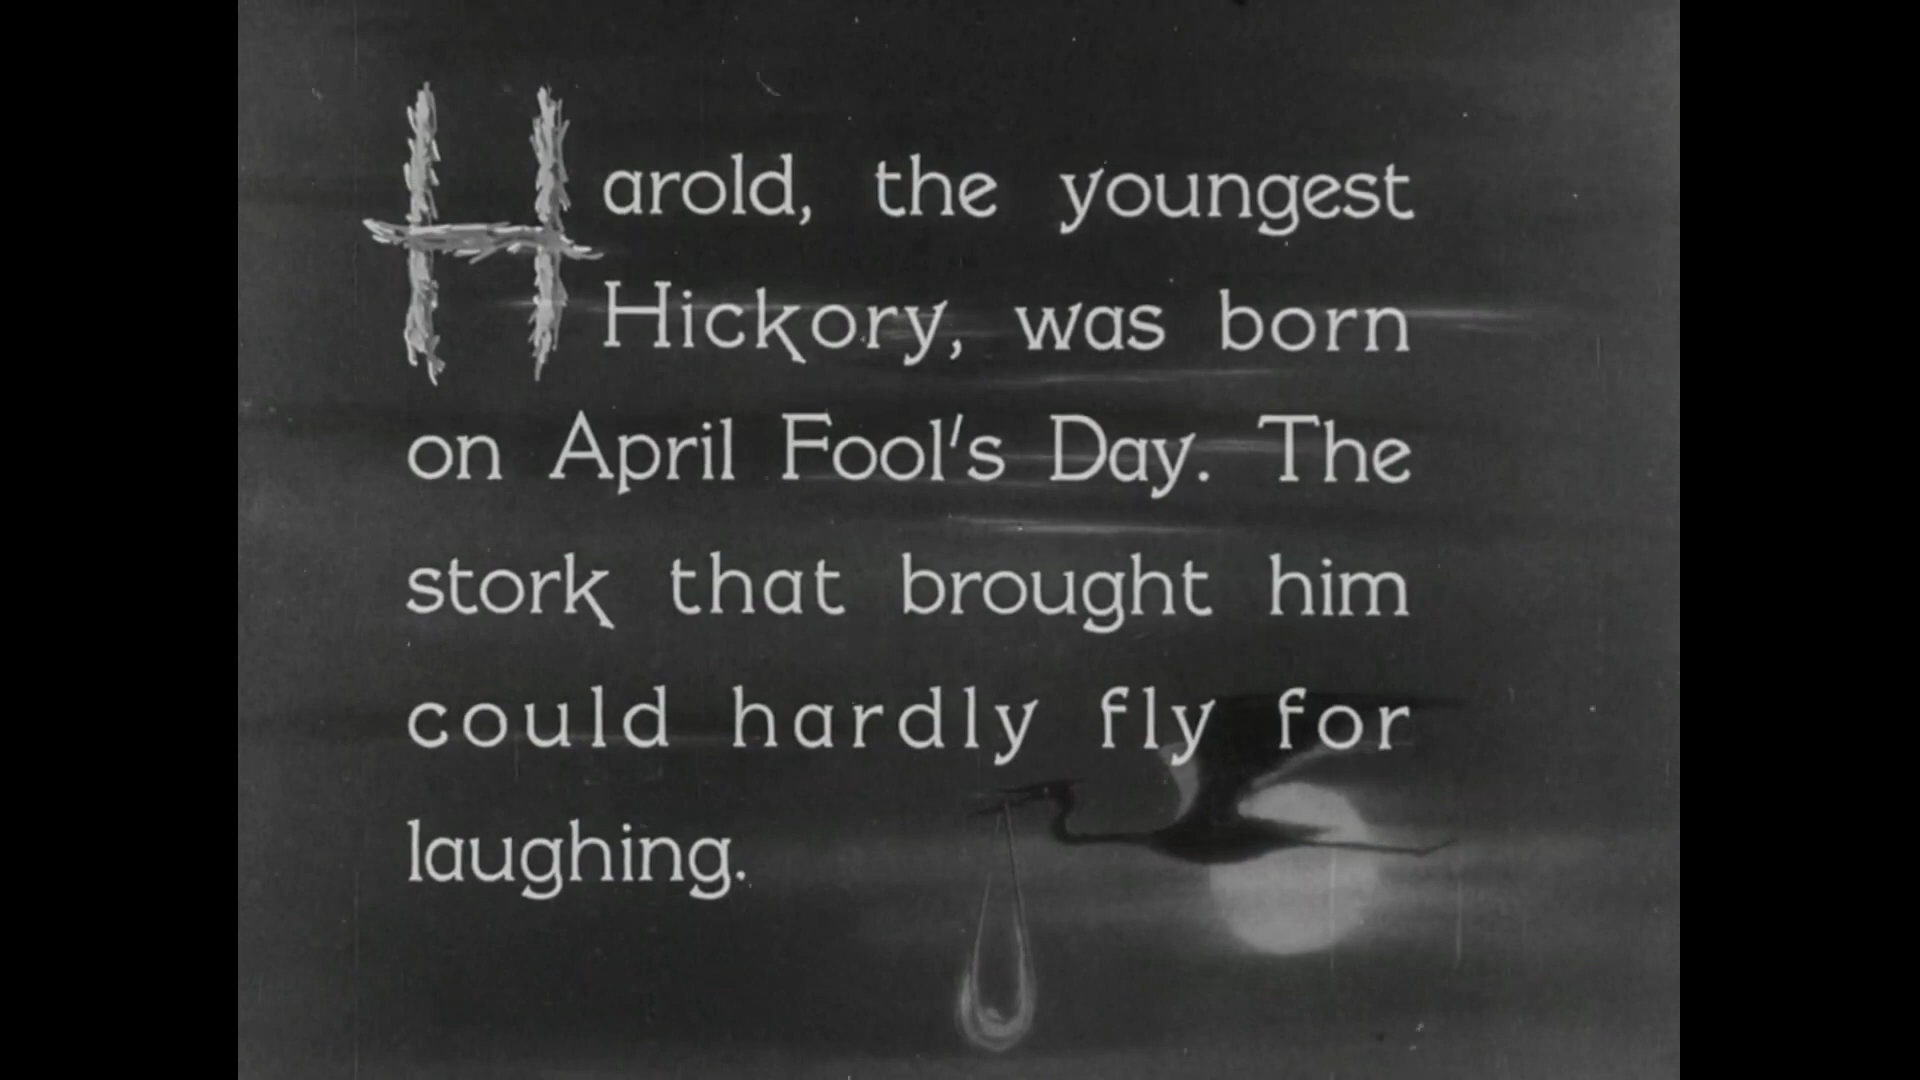 Harold, the youngest
Hickory, was born
on April Fool's Day. The
stork that brought him
could hardly fly for
laughing.